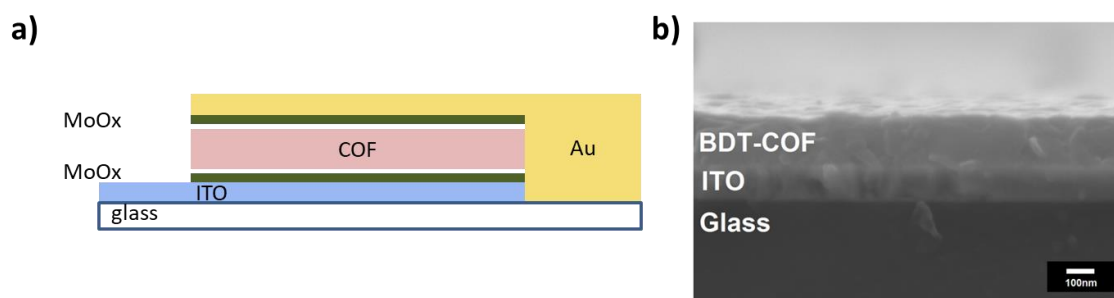 a)
MoOx
COF
Au
MoOx
ITO
glass
b)
BDT-COF
ITO
Glass
100nm